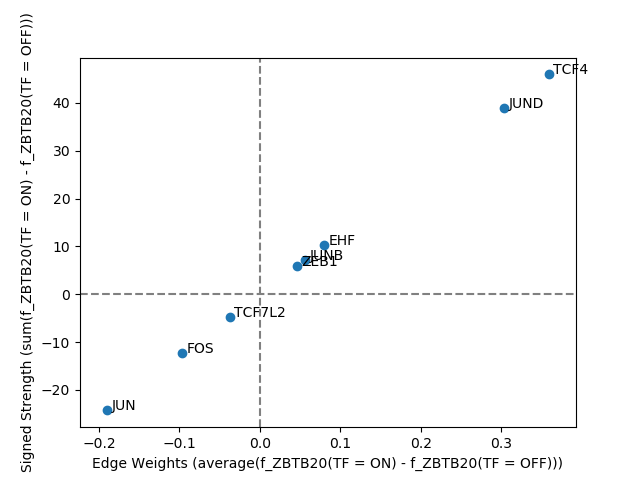 Signed Strength (sum(f_ZBTB20(TF = ON) - f_ZBTB20(TF = OFF)))
40
30
20
10
0
−10
−20
TCF4
JUND
EHF
JUNB
ZEB1
TCF7L2
FOS
JUN
−0.2
−0.1
0.0
0.1
0.2
0.3
Edge Weights (average(f_ZBTB20(TF = ON) - f_ZBTB20(TF = OFF)))